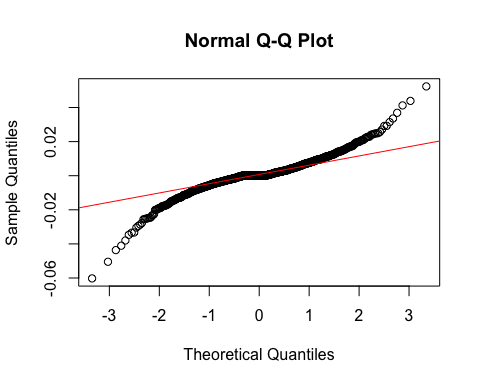 Normal Q-Q Plot
Sample Quantiles
0.02
-0.02
-0.06
-3 -2 -1 0 1 2 3
Theoretical Quantiles